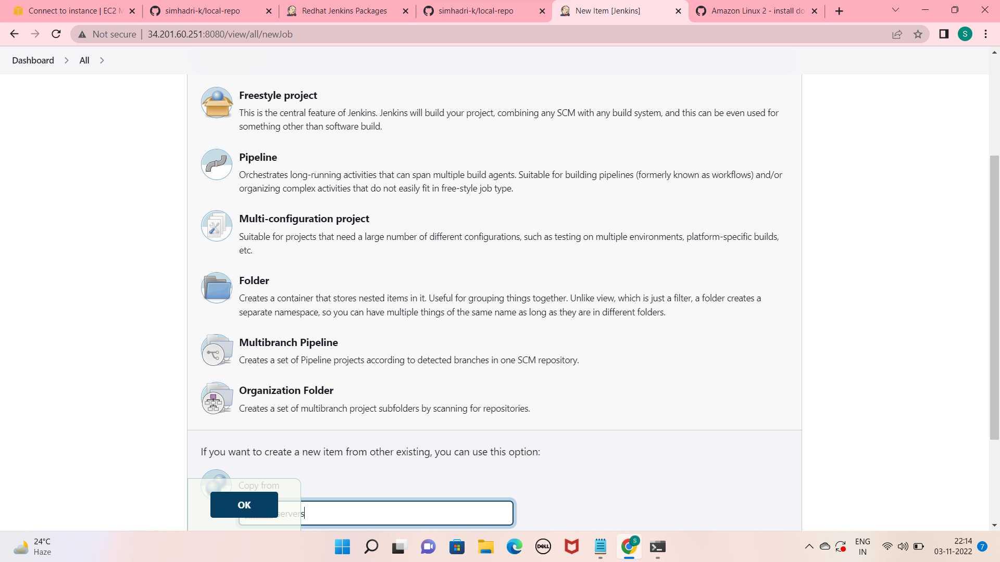 Connect to instance | EC2 M
simhadri-k/local-repo
Redhat Jenkins Packages
simhadri-k/local-repo
New Item [Jenkins]
Amazon Linux 2 - install do
Not secure
34.201.60.251:8080/view/all/newJob
S
Dashboard
All
Freestyle project
This is the central feature of Jenkins. Jenkins will build your project, combining any SCM with any build system, and this can be even used for
something other than software build.
Pipeline
Orchestrates long-running activities that can span multiple build agents. Suitable for building pipelines (formerly known as workflows) and/or
organizing complex activities that do not easily fit in free-style job type.
Multi-configuration project
Suitable for projects that need a large number of different configurations, such as testing on multiple environments, platform-specific builds,
etc.
Folder
Creates a container that stores nested items in it. Useful for grouping things together. Unlike view, which is just a filter, a folder creates a
separate namespace, so you can have multiple things of the same name as long as they are in different folders.
Multibranch Pipeline
Creates a set of Pipeline projects according to detected branches in one SCM repository.
Organization Folder
Creates a set of multibranch project subfolders by scanning for repositories.
If you want to create a new item from other existing, you can use this option:
Copy from
OK
servers
24°C
Haze
DELL
S
ENG
IN
22:14
03-11-2022
7